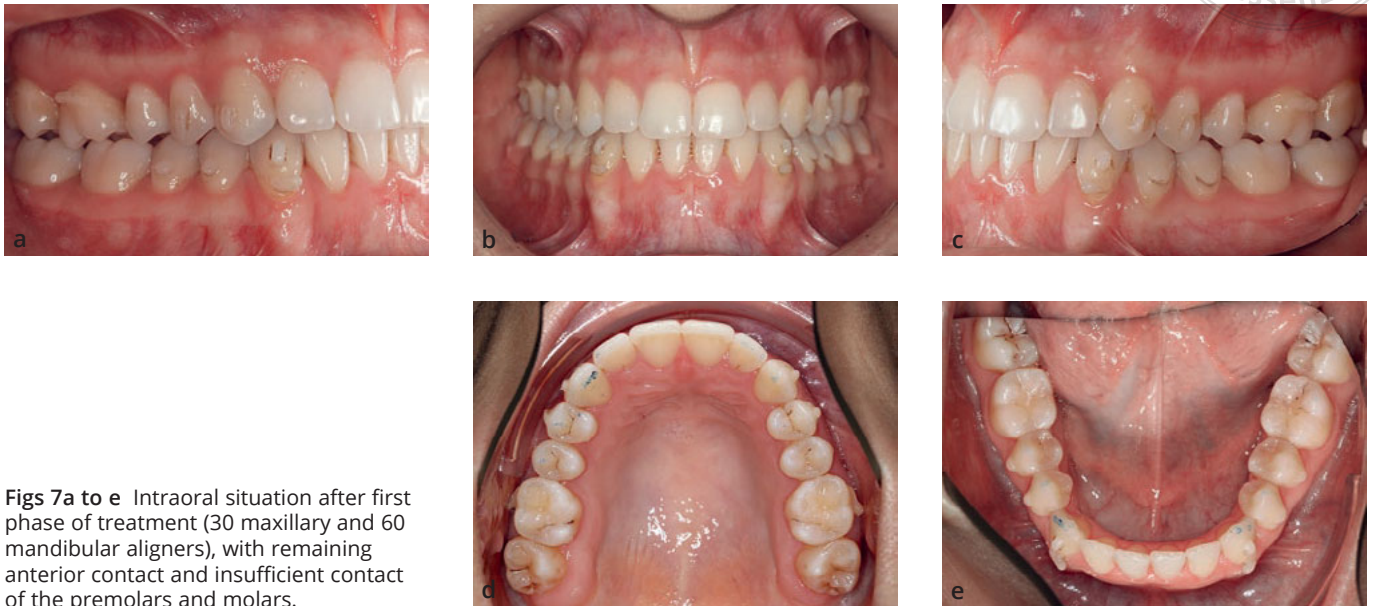 a
b
c
d
e
Figs 7a to e Intraoral situation after first
phase of treatment (30 maxillary and 60
mandibular aligners), with remaining
anterior contact and insufficient contact
of the premolars and molars.